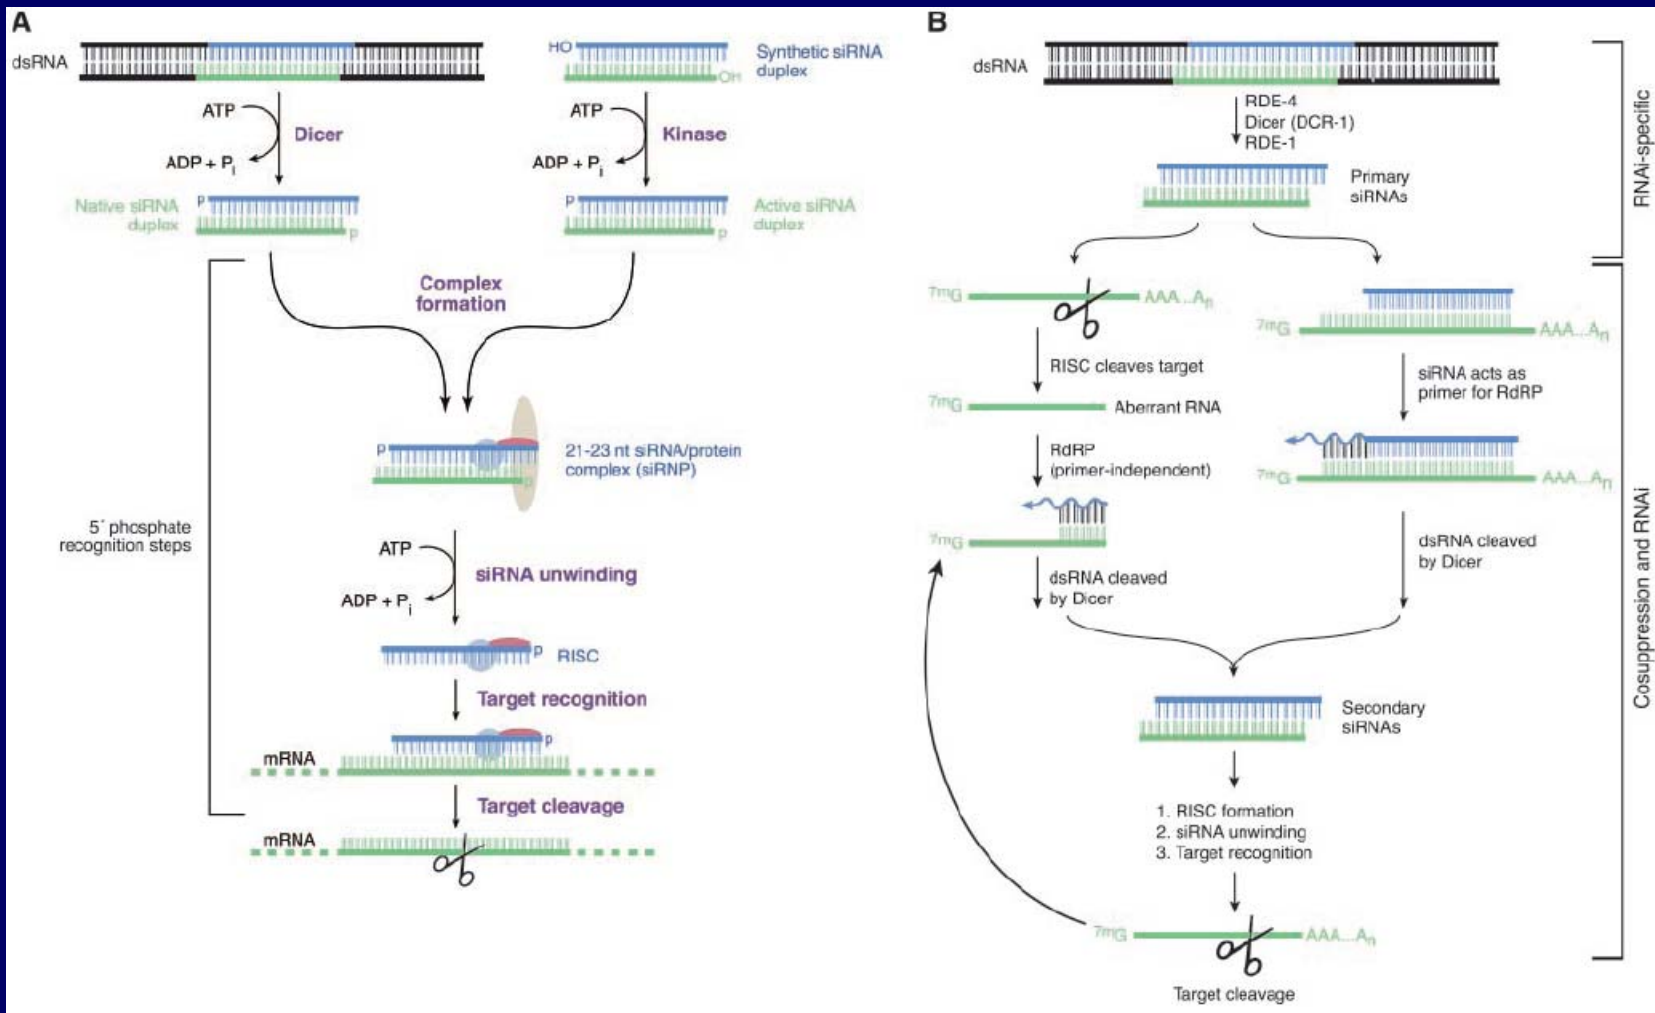 A
dsRNA
ATP
Dicer
ADP + Pi
HO
OH
Synthetic siRNA
duplex
ATP
Kinase
ADP + Pi
Native siRNA
duplex
p
p
p
p
Active siRNA
duplex
Complex
formation
5´ phosphate
recognition steps
p
p
21-23 nt siRNA/protein
complex (siRNP)
ATP
siRNA unwinding
ADP + Pi
p
RISC
Target recognition
p
mRNA
Target cleavage
mRNA
B
dsRNA
RDE-4
Dicer (DCR-1)
RDE-1
Primary
siRNAs
RNAi-specific
7mG
AAA...An
RISC cleaves target
7mG
Aberrant RNA
RdRP
(primer-independent)
7mG
dsRNA cleaved
by Dicer
7mG
AAA...An
siRNA acts as
primer for RdRP
7mG
AAA...An
dsRNA cleaved
by Dicer
Secondary
siRNAs
1. RISC formation
2. siRNA unwinding
3. Target recognition
7mG
AAA...An
Target cleavage
Cosuppression and RNAi